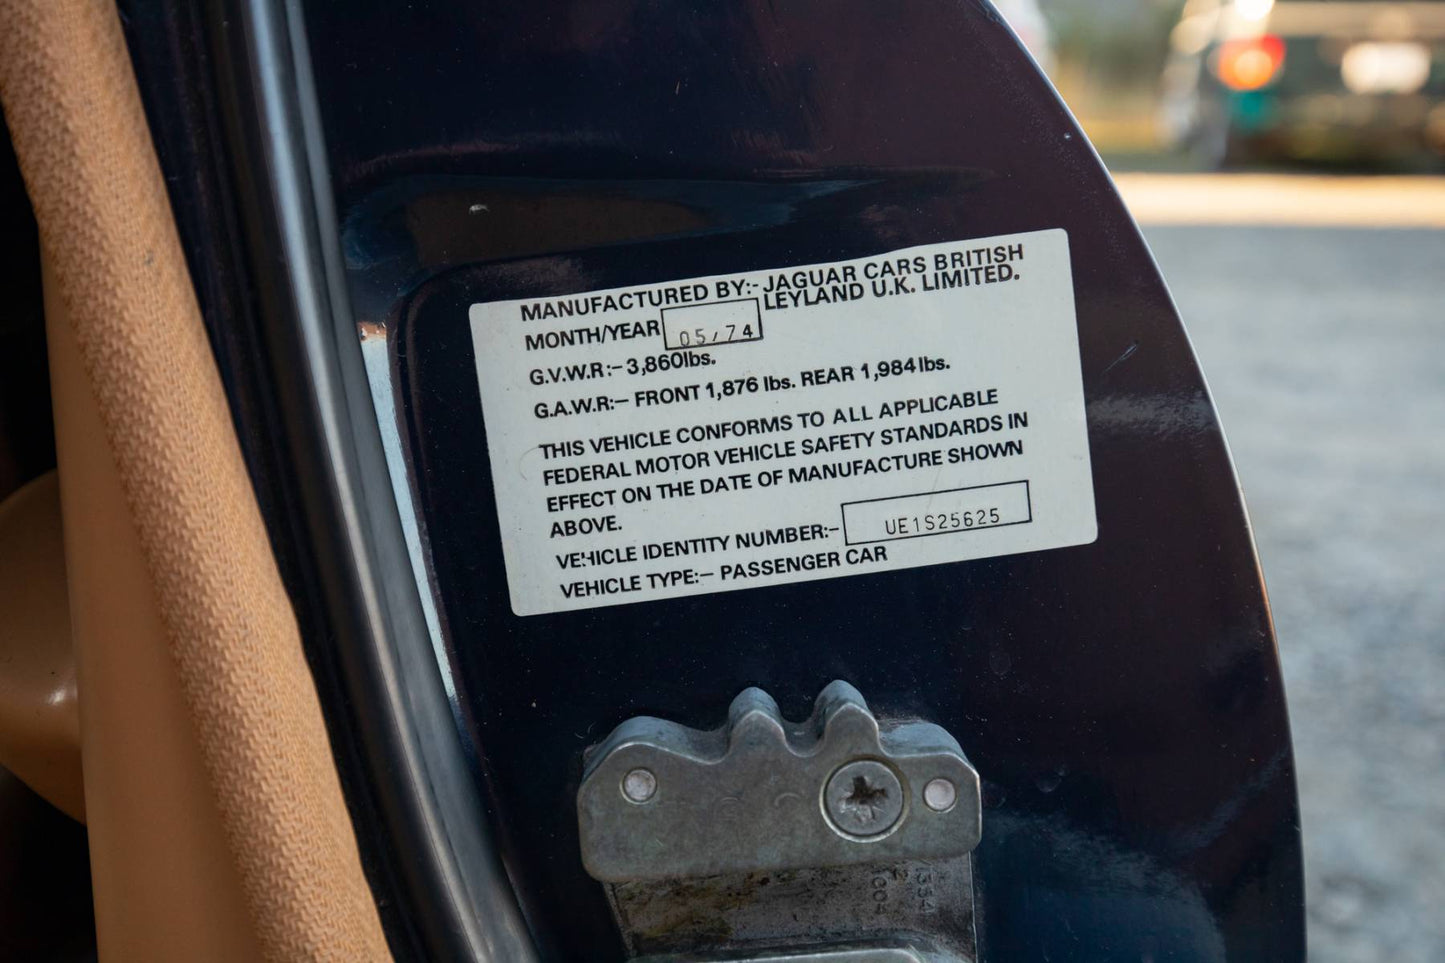 MANUFACTURED BY:- JAGUAR CARS BRITISH
LEYLAND U.K. LIMITED.
MONTH/YEAR 05/74
G.V.W.R:- 3,860lbs.
G.A.W.R:- FRONT 1,876 lbs. REAR 1,984 lbs.
THIS VEHICLE CONFORMS TO ALL APPLICABLE
FEDERAL MOTOR VEHICLE SAFETY STANDARDS IN
EFFECT ON THE DATE OF MANUFACTURE SHOWN
ABOVE.
VEHICLE IDENTITY NUMBER:- UE1S25625
VEHICLE TYPE:- PASSENGER CAR